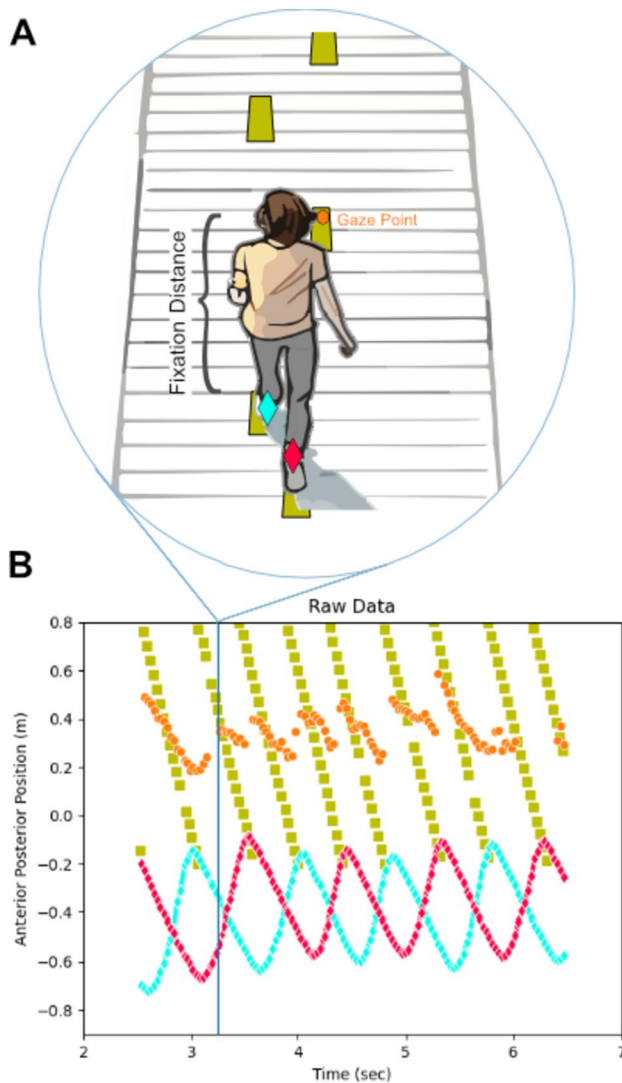 A
Gaze Point
Fixation Distance
B
Raw Data
0.8
0.6
0.4
0.2
0.0
−0.2
−0.4
−0.6
−0.8
Anterior Posterior Position (m)
2
3
4
5
6
7
Time (sec)